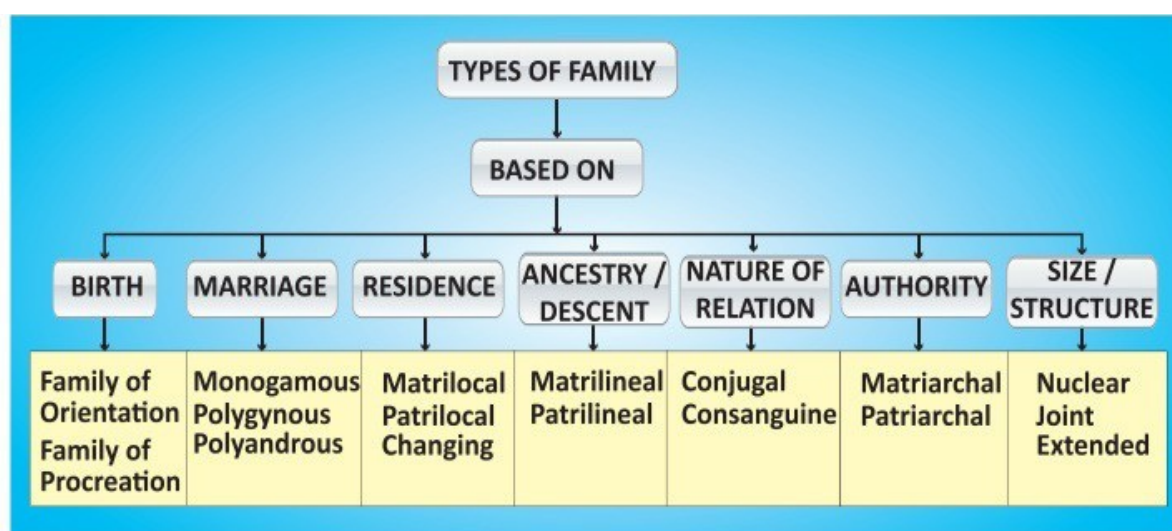 TYPES OF FAMILY
BASED ON
BIRTH
MARRIAGE
RESIDENCE
ANCESTRY /
DESCENT
NATURE OF
RELATION
AUTHORITY
SIZE /
STRUCTURE
Family of
Orientation
Family of
Procreation
Monogamous
Polygynous
Polyandrous
Matrilocal
Patrilocal
Changing
Matrilineal
Patrilineal
Conjugal
Consanguine
Matriarchal
Patriarchal
Nuclear
Joint
Extended